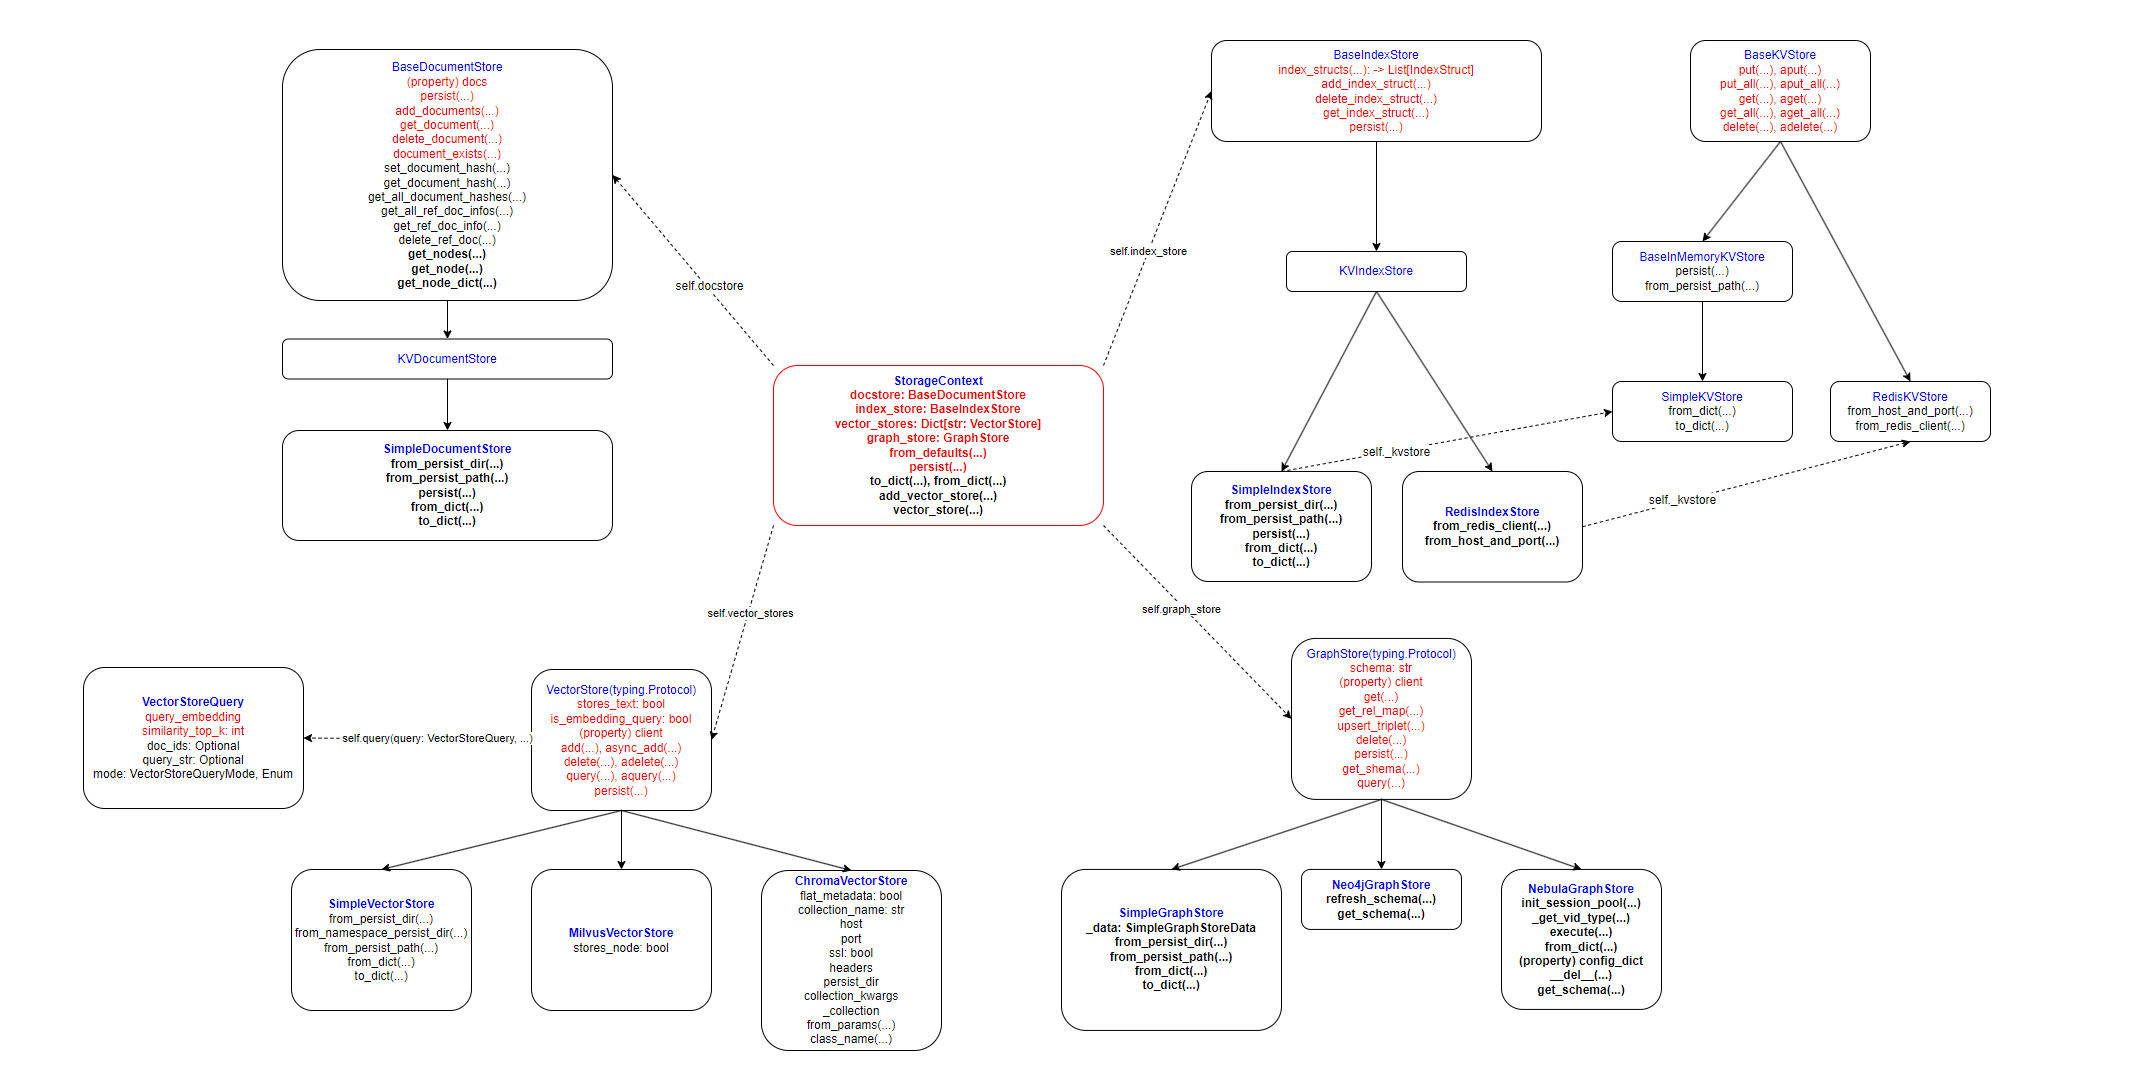 BaseDocumentStore
(property) docs
persist(...)
add_documents(...)
get_document(...)
delete_document(...)
document_exists(...)
set_document_hash(...)
get_document_hash(...)
get_all_document_hashes(...)
get_all_ref_doc_infos(...)
get_ref_doc_info(...)
delete_ref_doc(...)
get_nodes(...)
get_node(...)
get_node_dict(...)
KVDocumentStore
SimpleDocumentStore
from_persist_dir(...)
from_persist_path(...)
persist(...)
from_dict(...)
to_dict(...)
self.docstore
StorageContext
docstore: BaseDocumentStore
index_store: BaseIndexStore
vector_stores: Dict[str: VectorStore]
graph_store: GraphStore
from_defaults(...)
persist(...)
to_dict(...), from_dict(...)
add_vector_store(...)
vector_store(...)
self.index_store
BaseIndexStore
index_structs(...): -> List[IndexStruct]
add_index_struct(...)
delete_index_struct(...)
get_index_struct(...)
persist(...)
KVIndexStore
SimpleIndexStore
from_persist_dir(...)
from_persist_path(...)
persist(...)
from_dict(...)
to_dict(...)
RedisIndexStore
from_redis_client(...)
from_host_and_port(...)
self._kvstore
self._kvstore
BaseKVStore
put(...), aput(...)
put_all(...), aput_all(...)
get(...), aget(...)
get_all(...), aget_all(...)
delete(...), adelete(...)
BaseInMemoryKVStore
persist(...)
from_persist_path(...)
SimpleKVStore
from_dict(...)
to_dict(...)
RedisKVStore
from_host_and_port(...)
from_redis_client(...)
self.vector_stores
self.graph_store
VectorStoreQuery
query_embedding
similarity_top_k: int
doc_ids: Optional
query_str: Optional
mode: VectorStoreQueryMode, Enum
self.query(query: VectorStoreQuery, ...)
VectorStore(typing.Protocol)
stores_text: bool
is_embedding_query: bool
(property) client
add(...), async_add(...)
delete(...), adelete(...)
query(...), aquery(...)
persist(...)
SimpleVectorStore
from_persist_dir(...)
from_namespace_persist_dir(...)
from_persist_path(...)
from_dict(...)
to_dict(...)
MilvusVectorStore
stores_node: bool
ChromaVectorStore
flat_metadata: bool
collection_name: str
host
port
ssl: bool
headers
persist_dir
collection_kwargs
_collection
from_params(...)
class_name(...)
GraphStore(typing.Protocol)
schema: str
(property) client
get(...)
get_rel_map(...)
upsert_triplet(...)
delete(...)
persist(...)
get_shema(...)
query(...)
SimpleGraphStore
_data: SimpleGraphStoreData
from_persist_dir(...)
from_persist_path(...)
from_dict(...)
to_dict(...)
Neo4jGraphStore
refresh_schema(...)
get_schema(...)
NebulaGraphStore
init_session_pool(...)
_get_vid_type(...)
execute(...)
from_dict(...)
(property) config_dict
__del__(...)
get_schema(...)